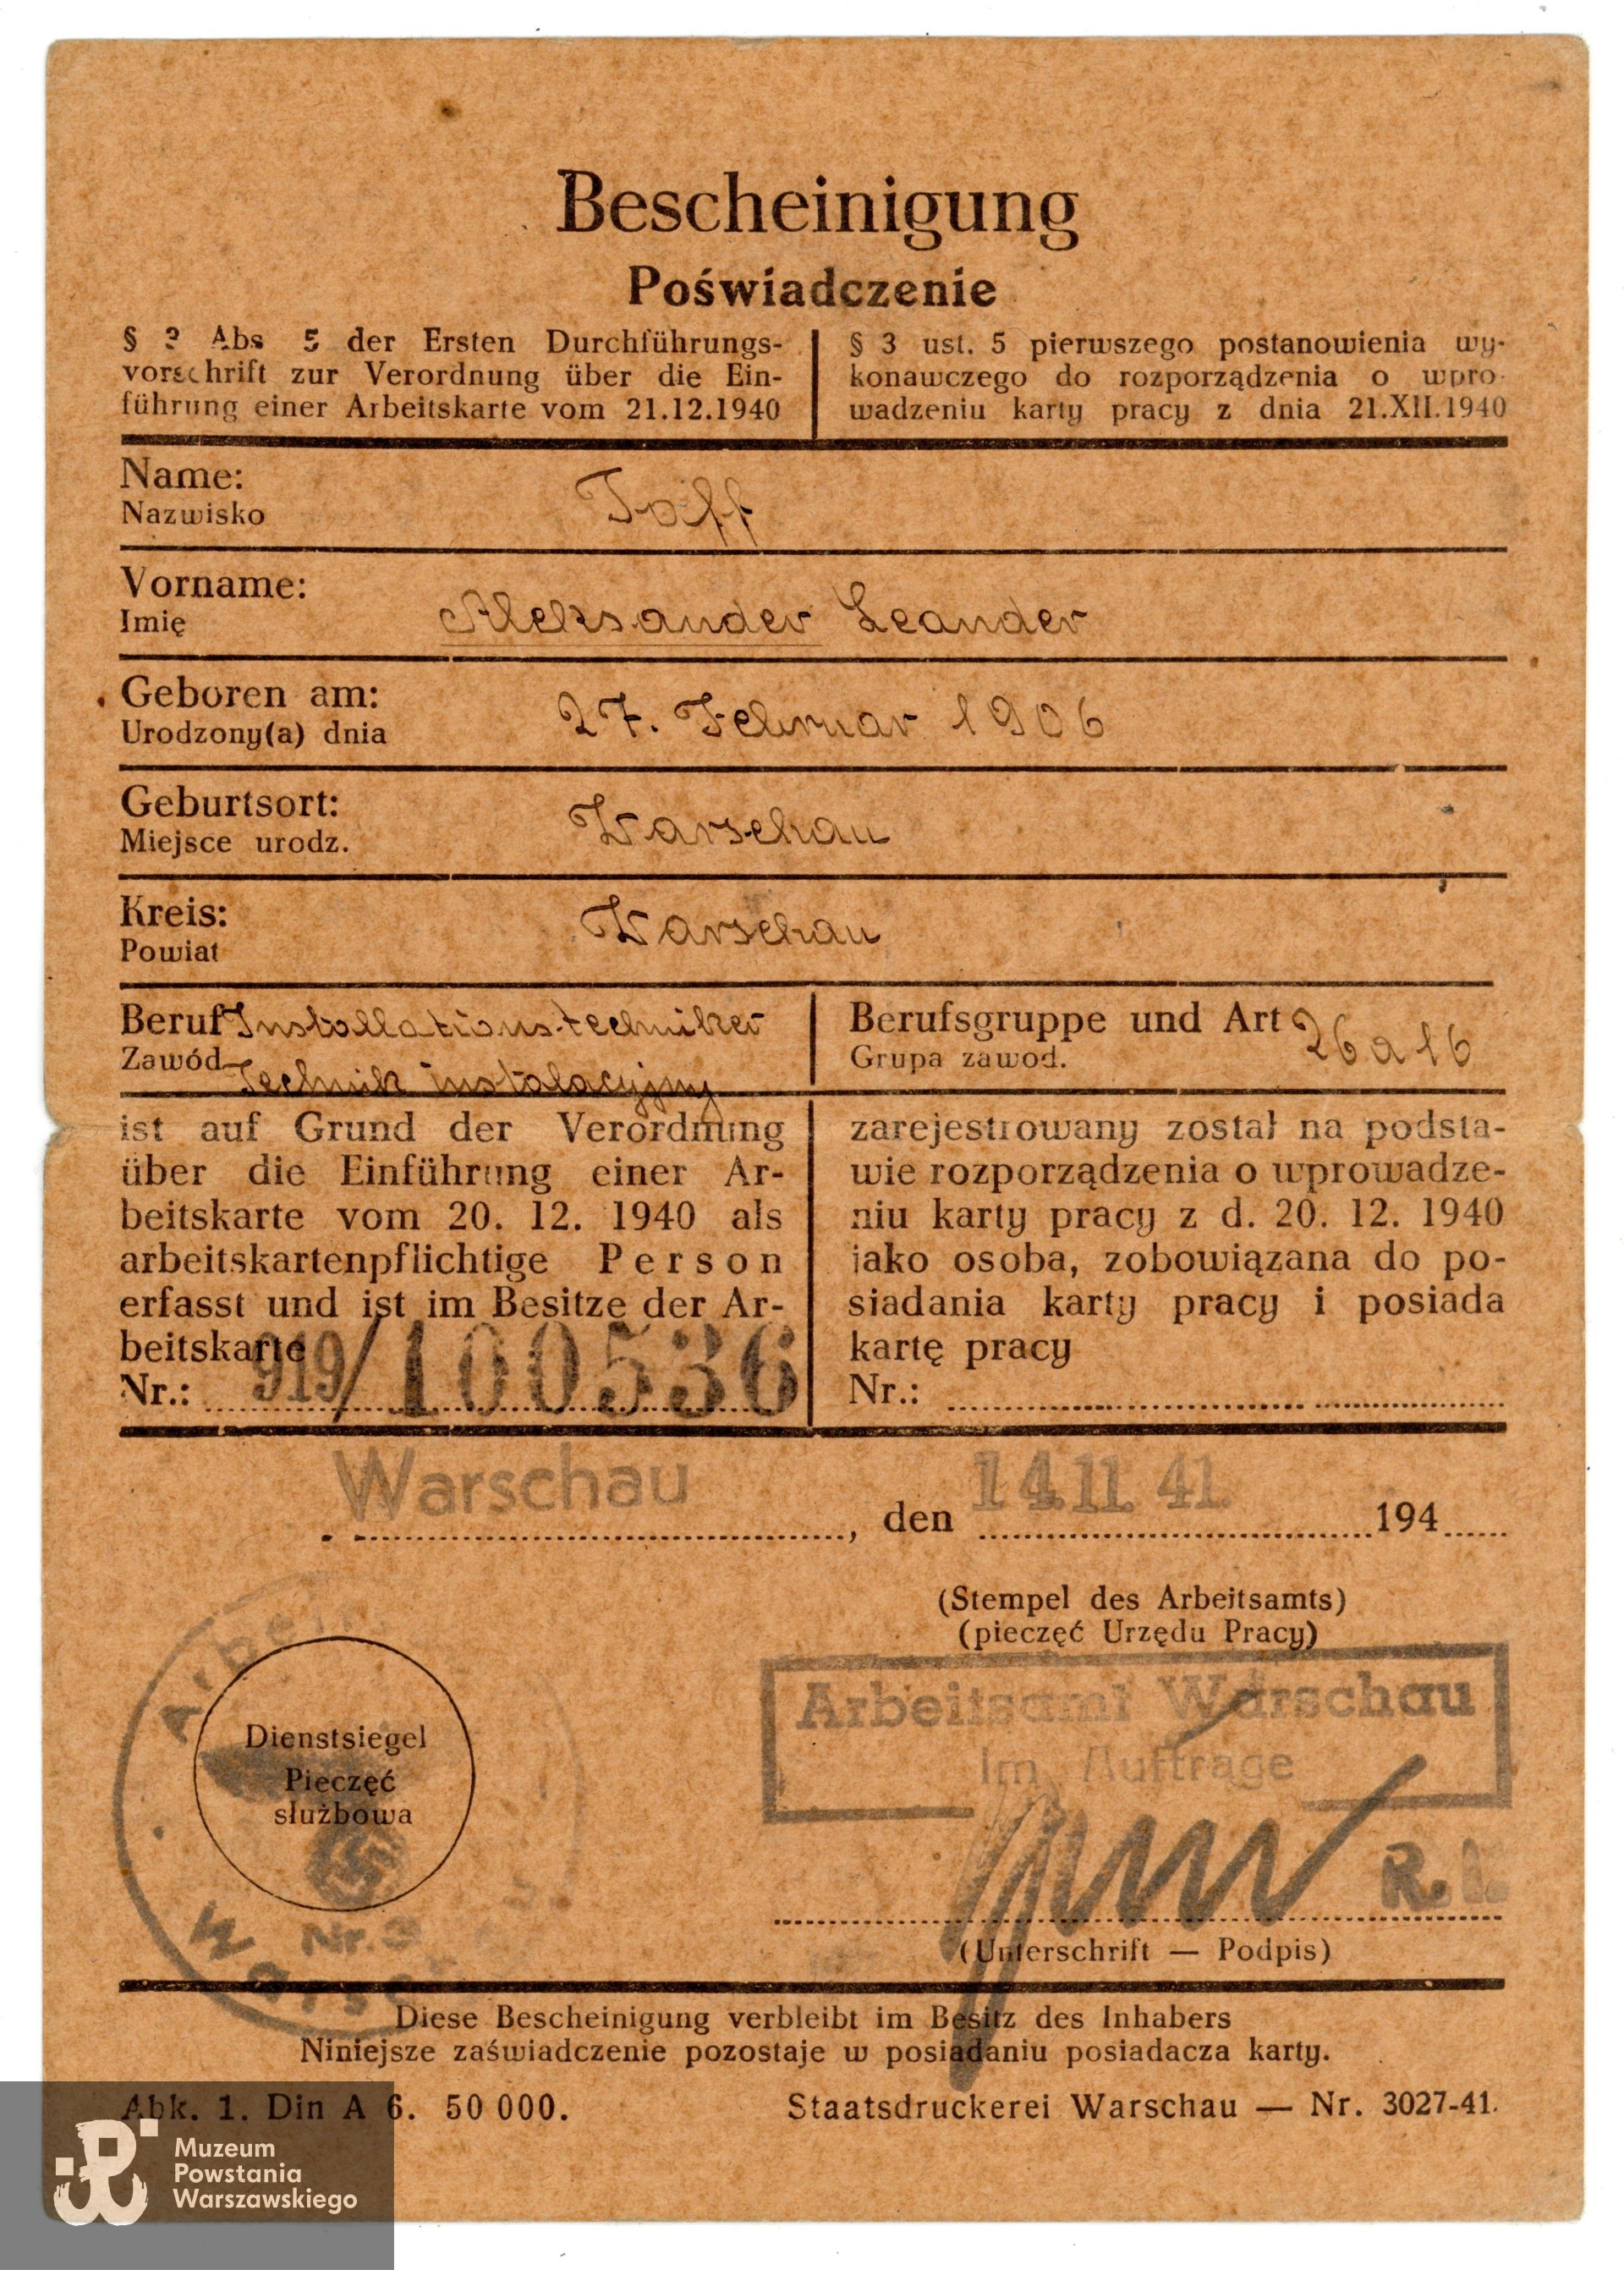 Bescheinigung
Poświadczenie
§ 3 Abs 5 der Ersten Durchführungs-
vorschrift zur Verordnung über die Ein-
führung einer Arbeitskarte vom 21.12.1940
§ 3 ust. 5 pierwszego postanowienia wy-
konawczego do rozporządzenia o wpro-
wadzeniu karty pracy z dnia 21.XII.1940
Name:
Nazwisko
Toff
Vorname:
Imię
Aleksander Leander
Geboren am:
Urodzony(a) dnia
27. Februar 1906
Geburtsort:
Miejsce urodz.
Warschau
Kreis:
Powiat
Warschau
Beruf Installationstechniker
Zawód Technik instalacyjny
Berufsgruppe und Art 26 a 16
Grupa zawod.
ist auf Grund der Verordnung
über die Einführung einer Ar-
beitskarte vom 20. 12. 1940 als
arbeitskartenpflichtige Person
erfasst und ist im Besitze der Ar-
beitskarte
Nr.: 919/100536
zarejestrowany został na podsta-
wie rozporządzenia o wprowadze-
niu karty pracy z d. 20. 12. 1940
jako osoba, zobowiązana do po-
siadania karty pracy i posiada
kartę pracy
Nr.:
Warschau, den 14.11.41. 194
(Stempel des Arbeitsamts)
(pieczęć Urzędu Pracy)
Arbeitsamt Warschau
Im Auftrage
Dienstsiegel
Pieczęć
służbowa
Nr. 3
(Unterschrift — Podpis)
Diese Bescheinigung verbleibt im Besitz des Inhabers
Niniejsze zaświadczenie pozostaje w posiadaniu posiadacza karty.
Abk. 1. Din A 6. 50 000.
Staatsdruckerei Warschau — Nr. 3027-41.
Muzeum
Powstania
Warszawskiego